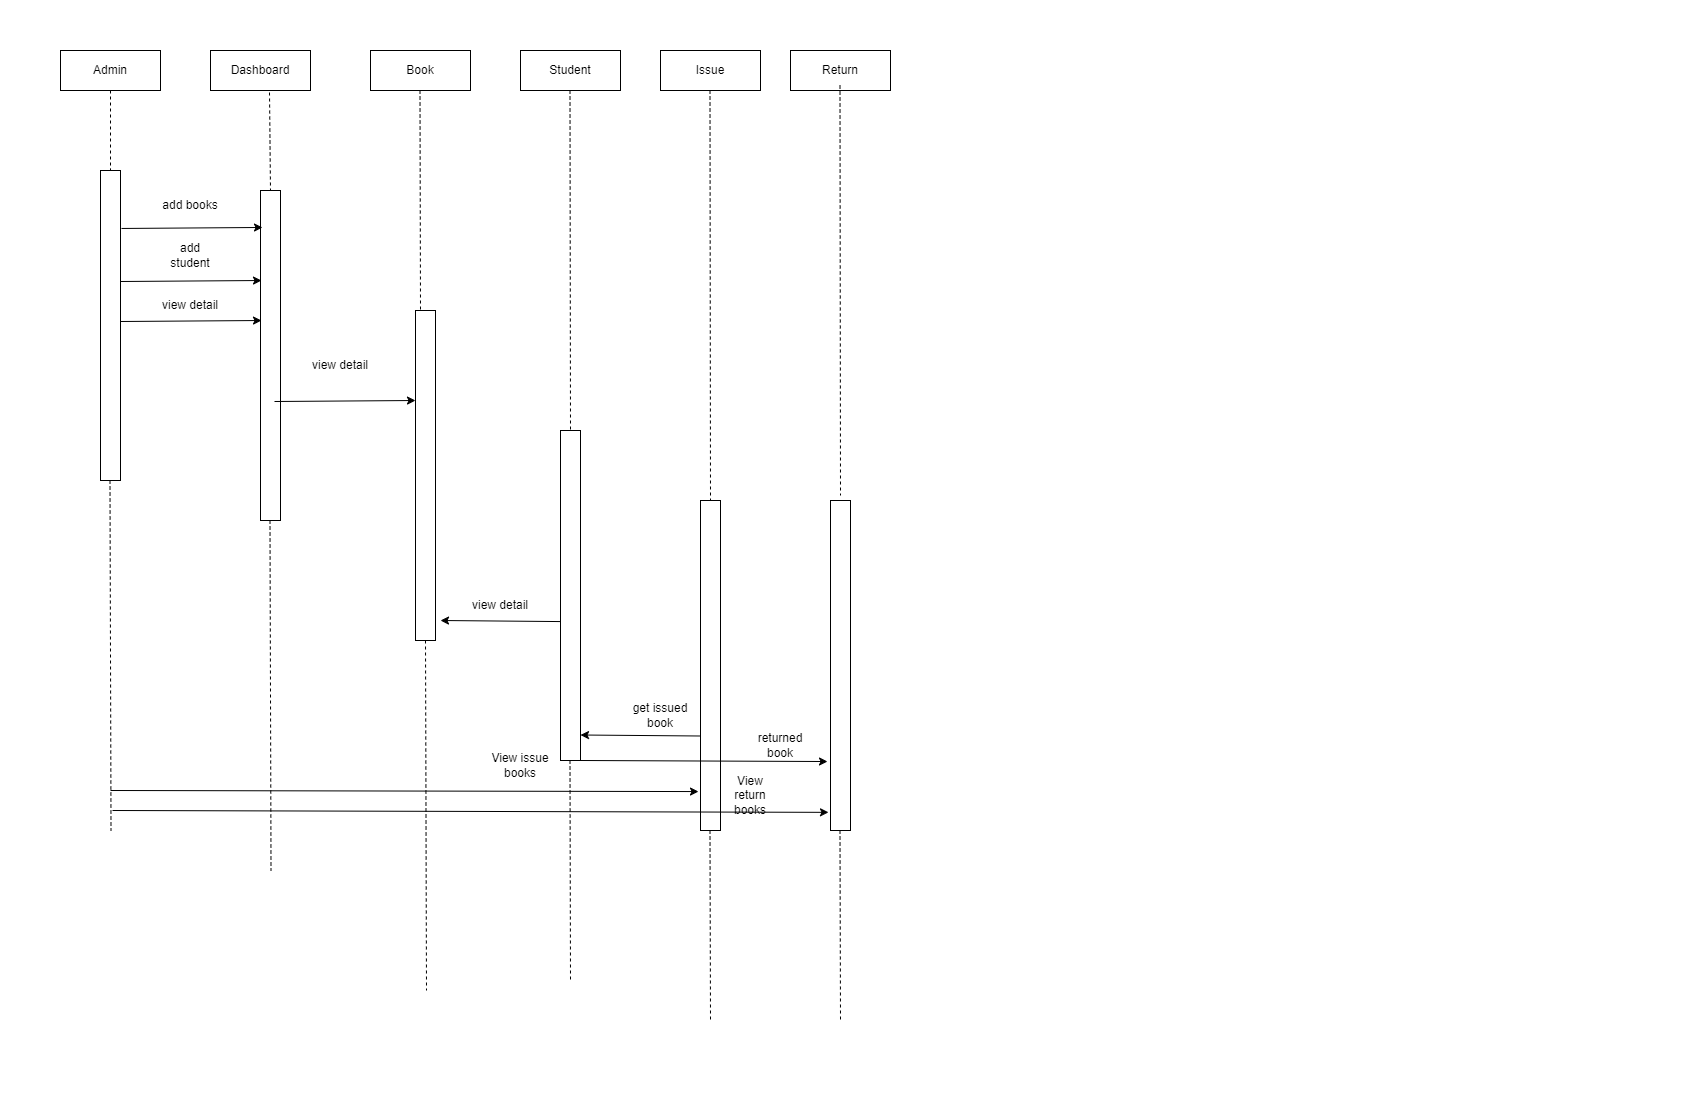 Admin
Dashboard
Book
Student
Issue
Return
add books
add
student
view detail
view detail
view detail
get issued
book
returned
book
View issue
books
View
return
books